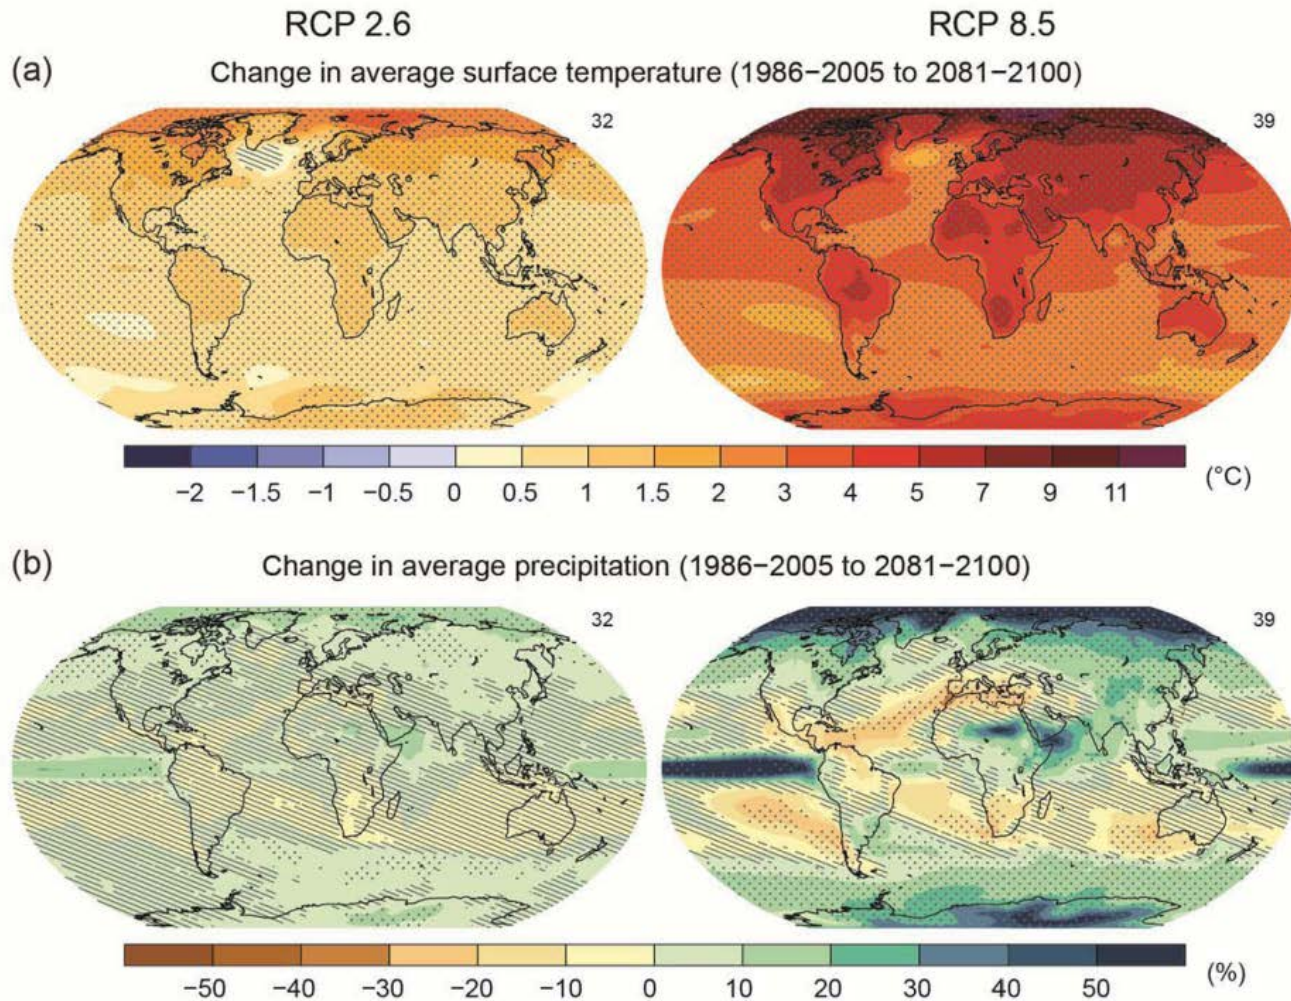 RCP 2.6 RCP 8.5
(a) Change in average surface temperature (1986−2005 to 2081−2100)
32 39
−2 −1.5 −1 −0.5 0 0.5 1 1.5 2 3 4 5 7 9 11 (°C)
(b) Change in average precipitation (1986−2005 to 2081−2100)
32 39
−50 −40 −30 −20 −10 0 10 20 30 40 50 (%)